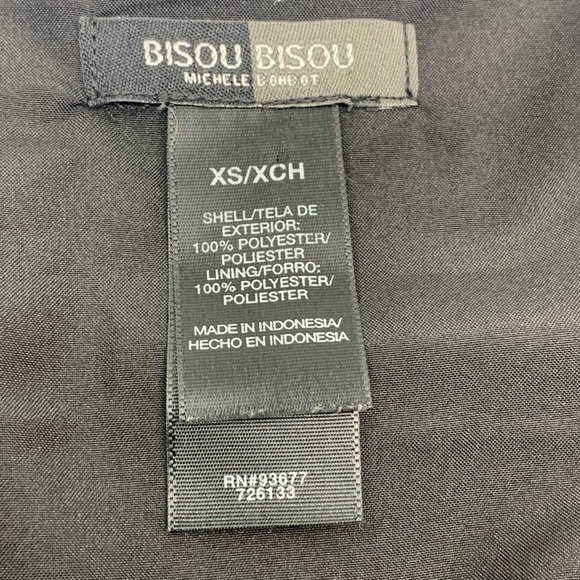 BISOU BISOU
MICHELE BOHBOT
XS/XCH
SHELL/TELA DE
EXTERIOR:
100% POLYESTER/
POLIESTER
LINING/FORRO:
100% POLYESTER/
POLIESTER
MADE IN INDONESIA/
HECHO EN INDONESIA
RN#93677
726133